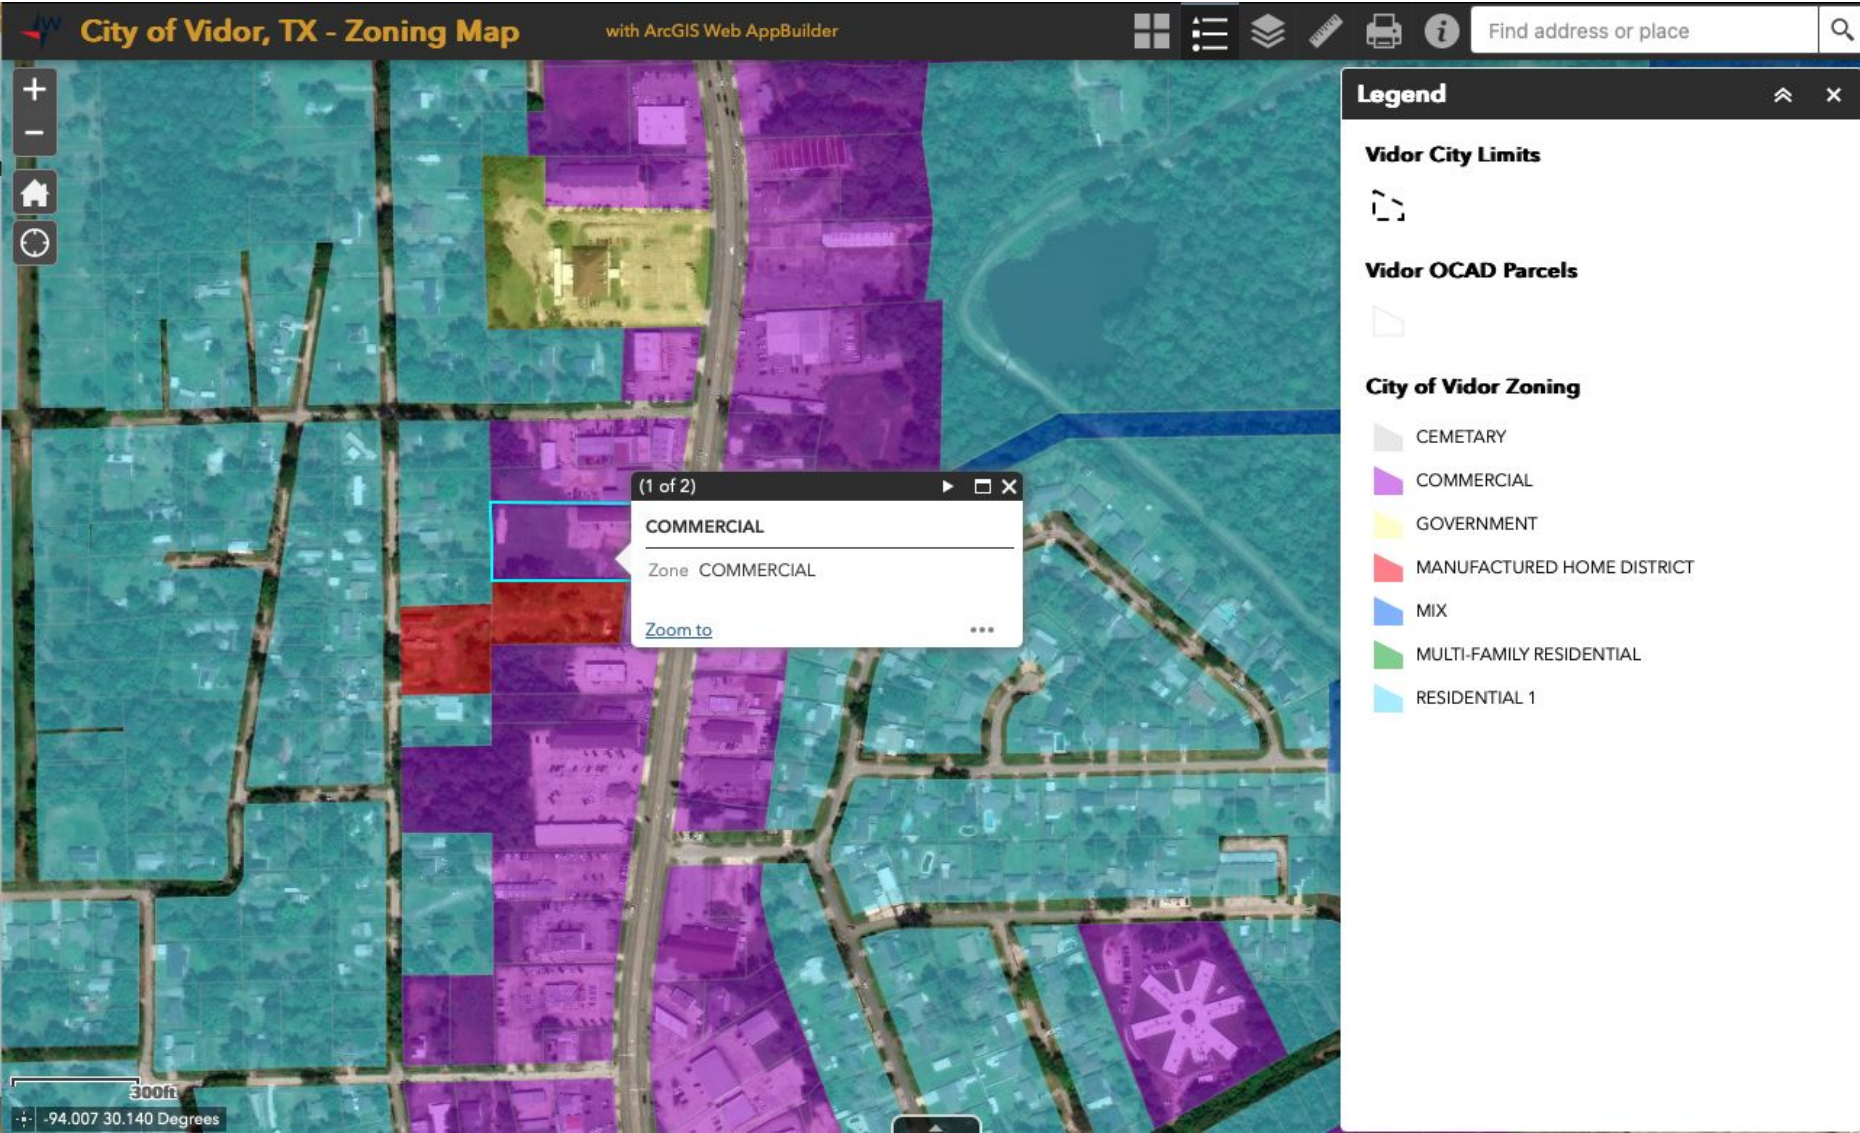 City of Vidor, TX - Zoning Map
with ArcGIS Web AppBuilder
Find address or place
Legend
Vidor City Limits
Vidor OCAD Parcels
City of Vidor Zoning
CEMETARY
COMMERCIAL
GOVERNMENT
MANUFACTURED HOME DISTRICT
MIX
MULTI-FAMILY RESIDENTIAL
RESIDENTIAL 1
(1 of 2)
COMMERCIAL
Zone COMMERCIAL
Zoom to
300ft
-94.007 30.140 Degrees